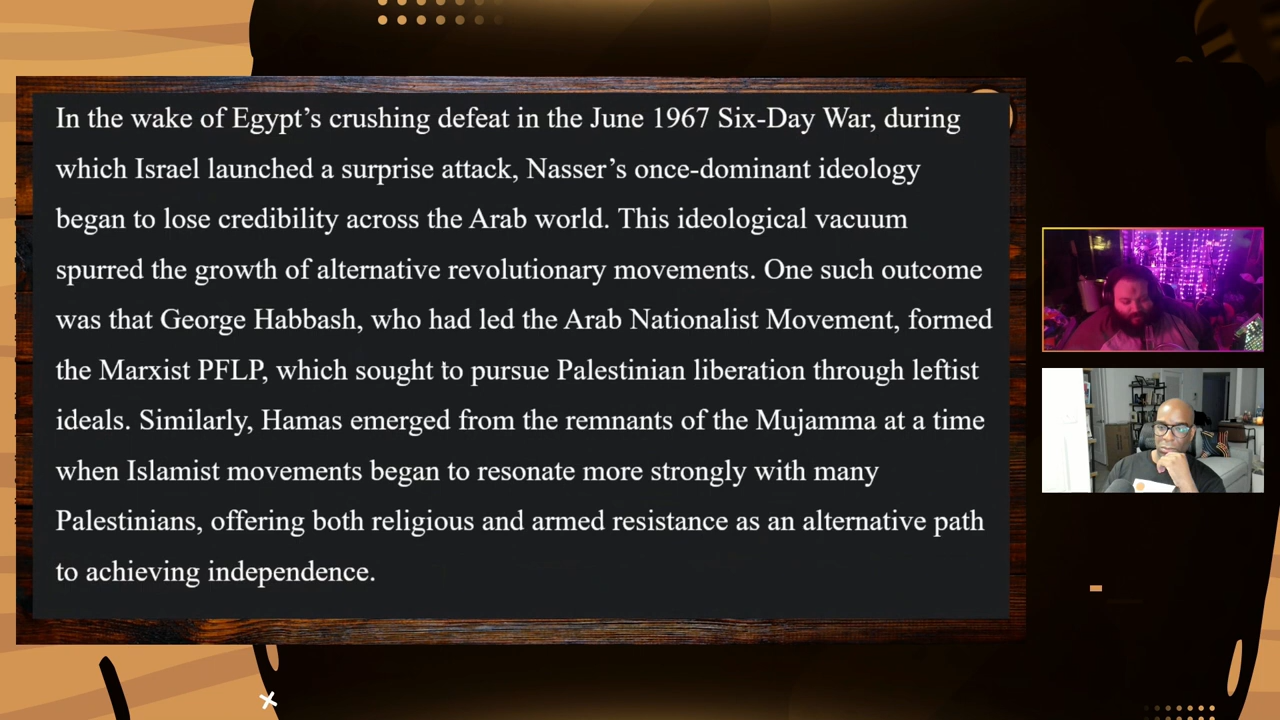 In the wake of Egypt’s crushing defeat in the June 1967 Six-Day War, during
which Israel launched a surprise attack, Nasser’s once-dominant ideology
began to lose credibility across the Arab world. This ideological vacuum
spurred the growth of alternative revolutionary movements. One such outcome
was that George Habbash, who had led the Arab Nationalist Movement, formed
the Marxist PFLP, which sought to pursue Palestinian liberation through leftist
ideals. Similarly, Hamas emerged from the remnants of the Mujamma at a time
when Islamist movements began to resonate more strongly with many
Palestinians, offering both religious and armed resistance as an alternative path
to achieving independence.